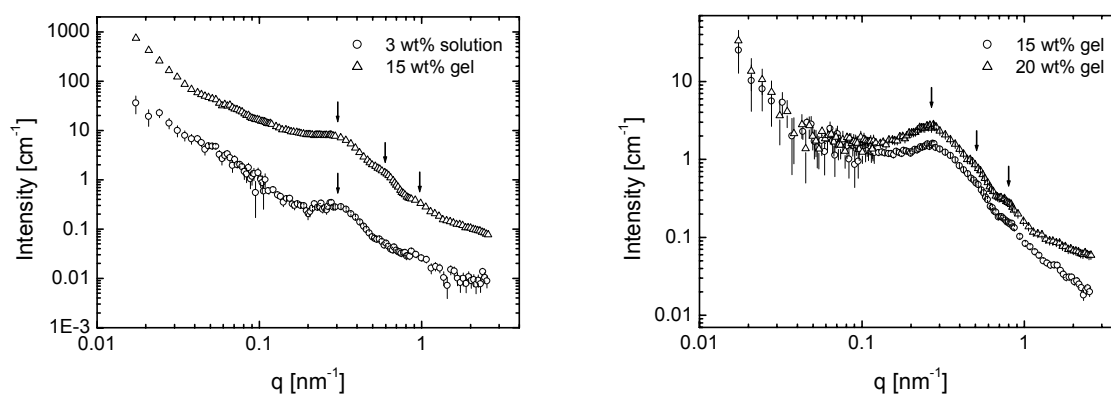 1000
100
10
1
0.1
0.01
1E-3
Intensity [cm⁻¹]
3 wt% solution
15 wt% gel
0.01 0.1 1
q [nm⁻¹]
10
1
0.1
0.01
Intensity [cm⁻¹]
15 wt% gel
20 wt% gel
0.01 0.1 1
q [nm⁻¹]